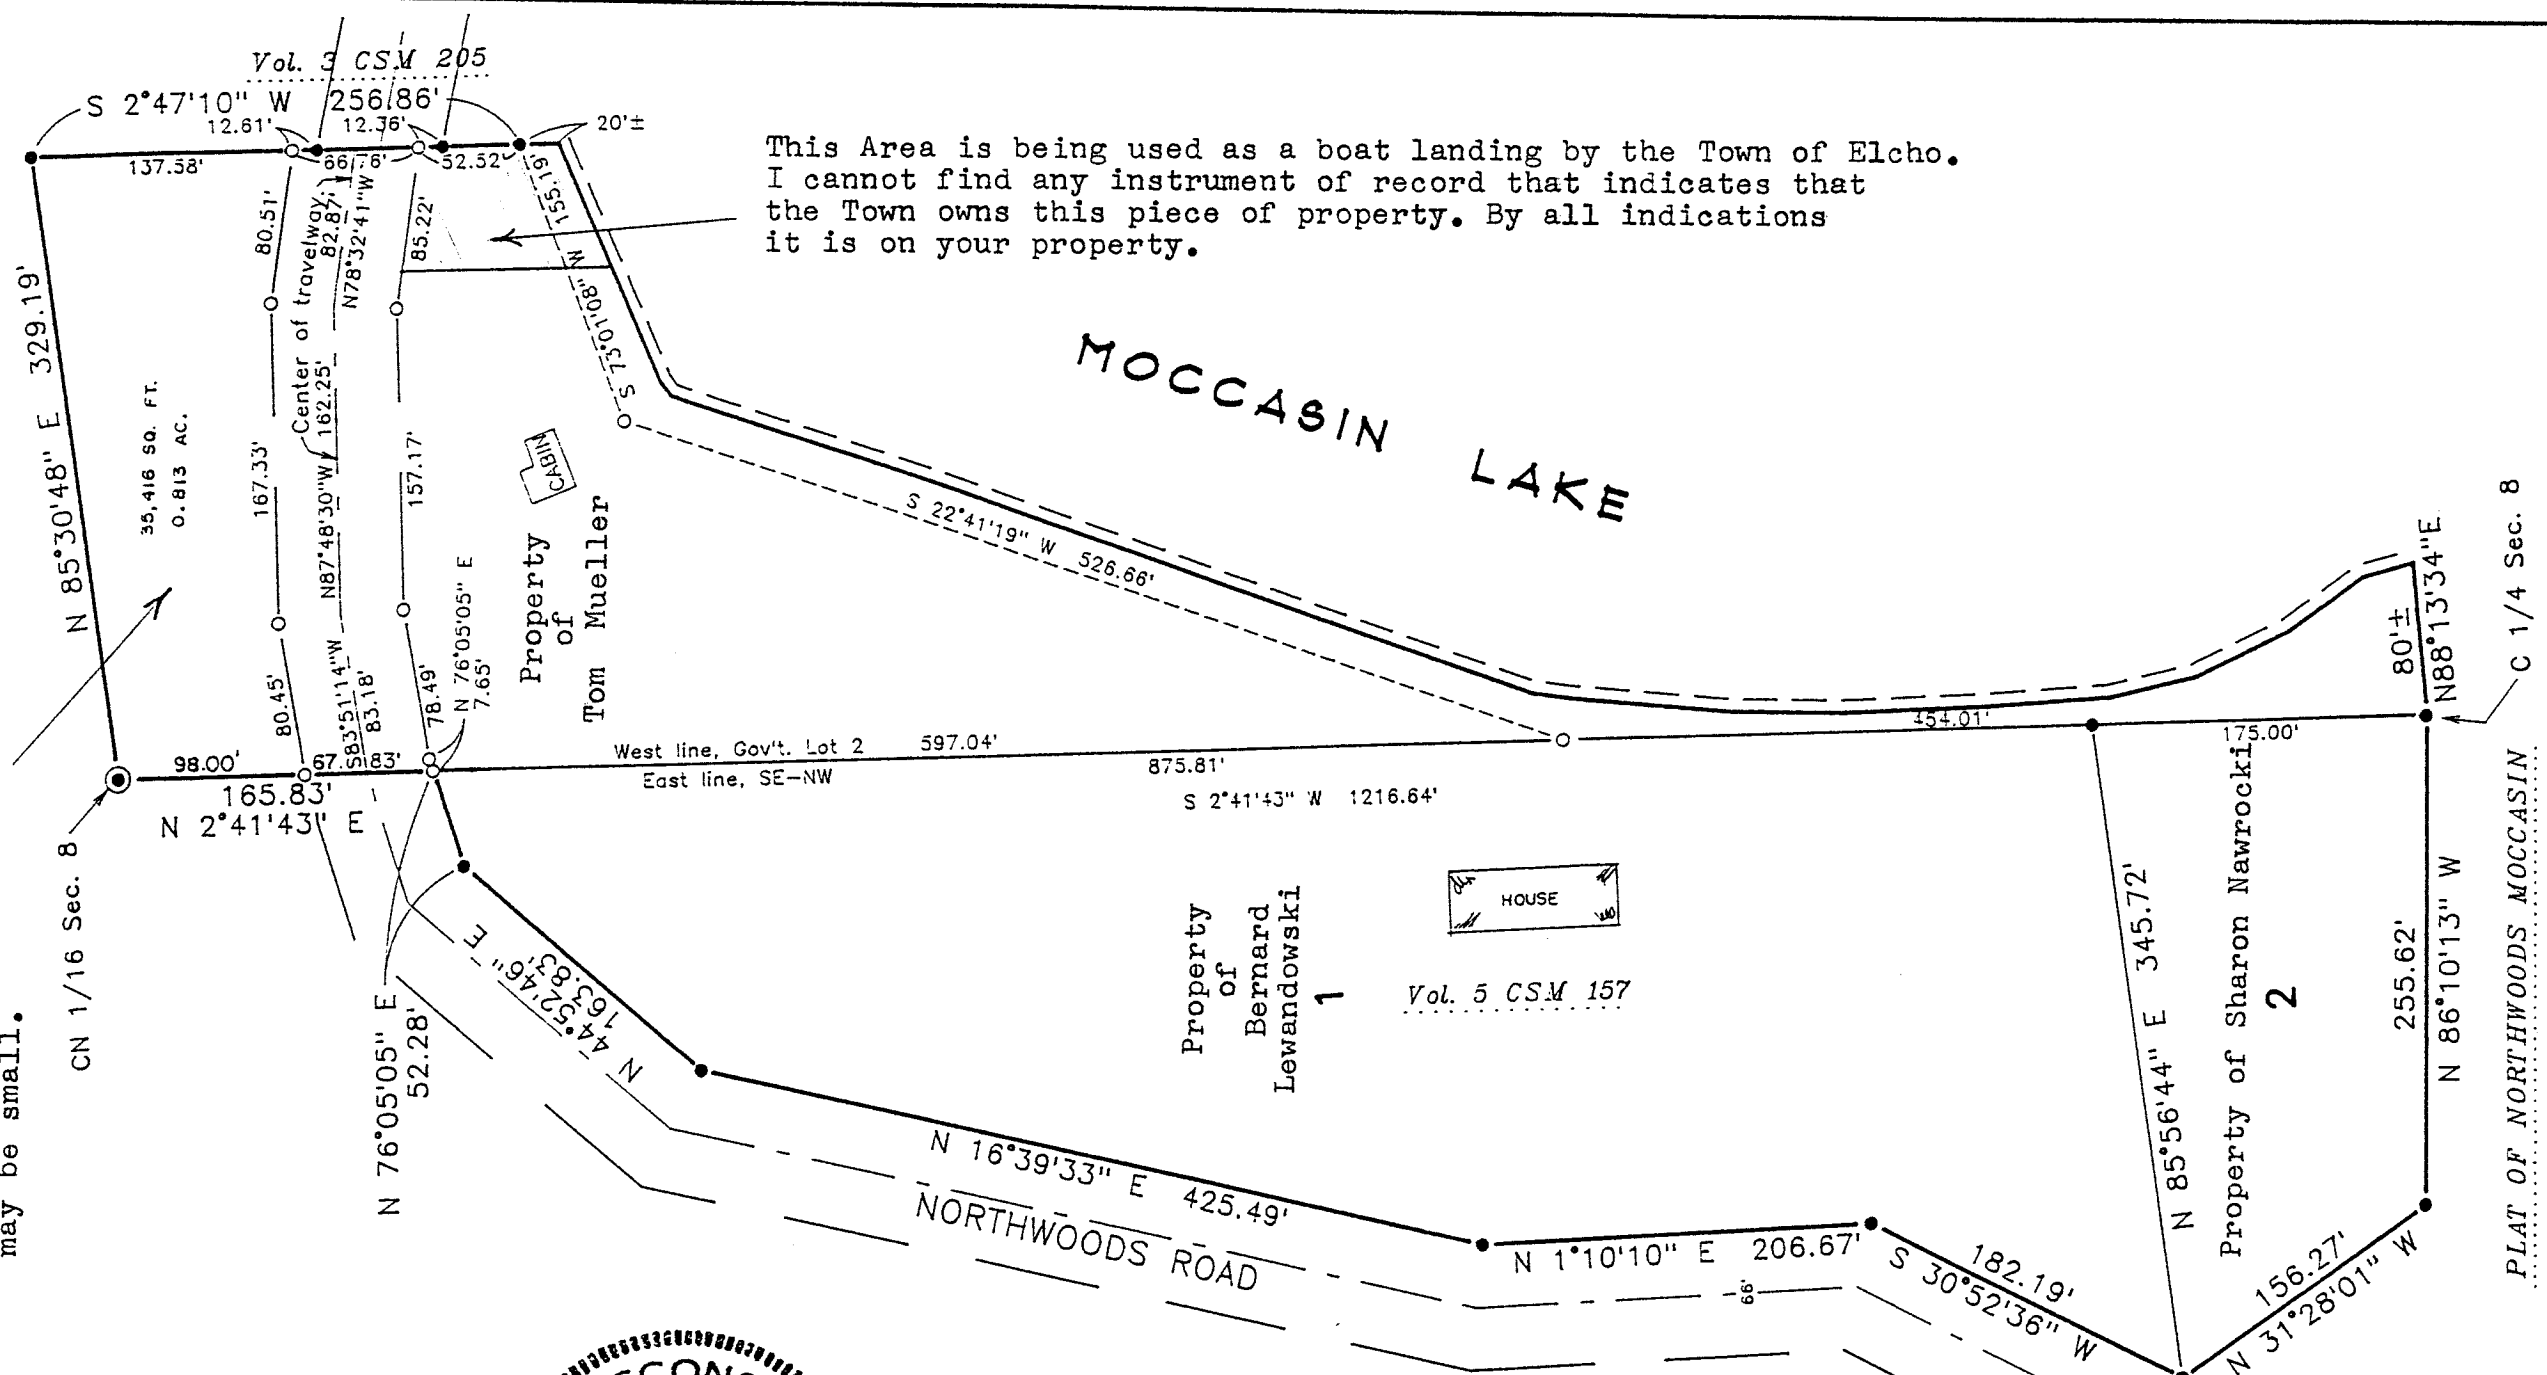 Vol. 3 CSM 205
S 2°47'10" W 256.86'
12.61'
12.36'
20'±
137.58'
66.76'
52.52'
This Area is being used as a boat landing by the Town of Elcho.
I cannot find any instrument of record that indicates that
the Town owns this piece of property. By all indications
it is on your property.
N 85°30'48" E 329.19'
35,416 SQ. FT.
0.813 AC.
80.51'
167.33'
80.45'
Center of travelway
82.87'
N78°32'41"W
N87°48'30"W 162.25'
S83°51'14"W
83.18'
85.22'
157.17'
78.49'
N 76°05'05" E
7.65'
S 73°01'08" W 155.19'
CABIN
Property
of
Tom Mueller
MOCCASIN LAKE
S 22°41'19" W 526.66'
80'±
N88°13'34"E
C 1/4 Sec. 8
98.00'
67.83'
165.83'
N 2°41'43" E
CN 1/16 Sec. 8
West line, Gov't. Lot 2 597.04'
East line, SE-NW
875.81'
S 2°41'43" W 1216.64'
454.01'
175.00'
HOUSE
Property
of
Bernard
Lewandowski
1
Vol. 5 CSM 157
N 85°56'44" E 345.72'
Property of Sharon Nawrocki
2
255.62'
N 86°10'13" W
PLAT OF NORTHWOODS MOCCASIN
may be small.
N 76°05'05" E
52.28'
N 44°52'46" E
163.83'
N 16°39'33" E 425.49'
NORTHWOODS ROAD
N 1°10'10" E 206.67'
66'
182.19'
S 30°52'36" W
156.27'
N 31°28'01" W